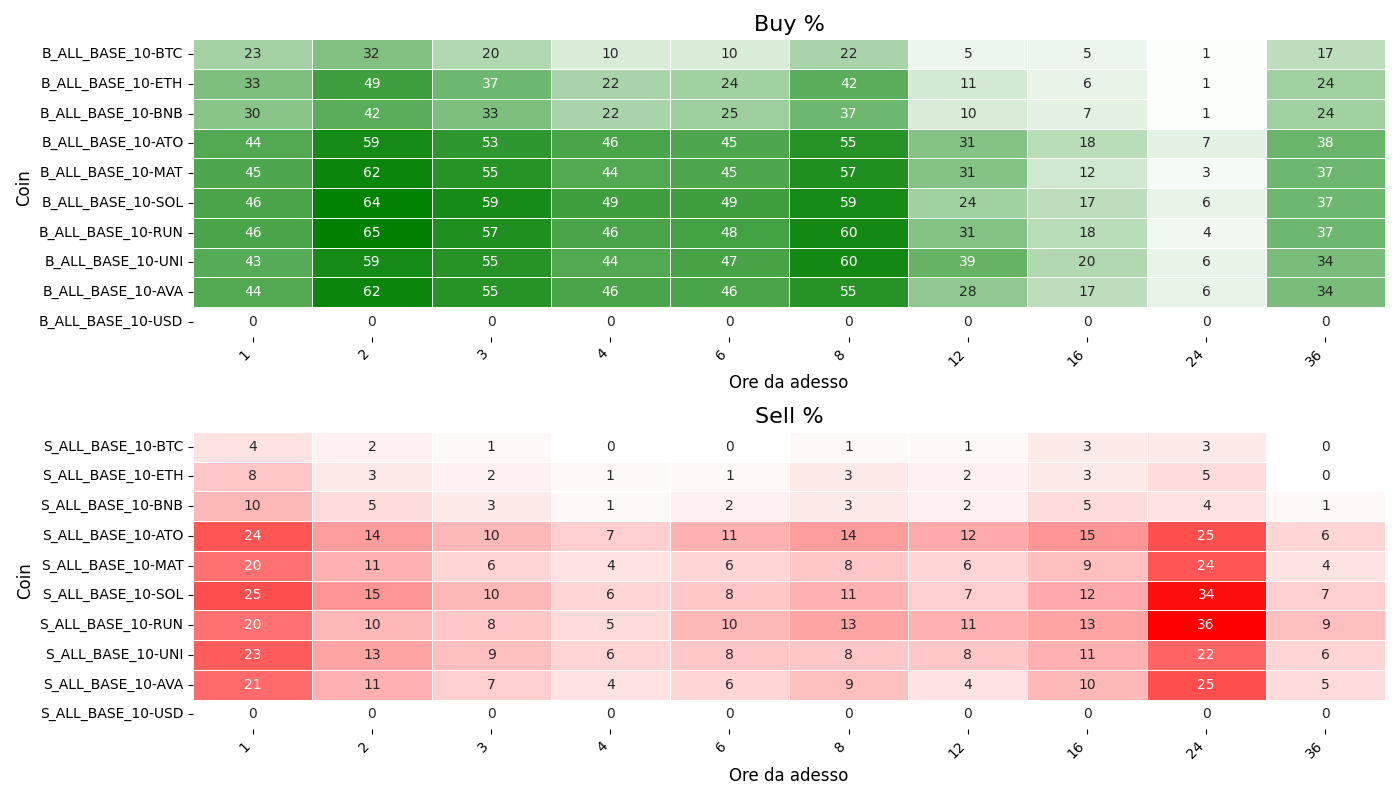 Buy %
Coin
B_ALL_BASE_10-BTC 23 32 20 10 10 22 5 5 1 17
B_ALL_BASE_10-ETH 33 49 37 22 24 42 11 6 1 24
B_ALL_BASE_10-BNB 30 42 33 22 25 37 10 7 1 24
B_ALL_BASE_10-ATO 44 59 53 46 45 55 31 18 7 38
B_ALL_BASE_10-MAT 45 62 55 44 45 57 31 12 3 37
B_ALL_BASE_10-SOL 46 64 59 49 49 59 24 17 6 37
B_ALL_BASE_10-RUN 46 65 57 46 48 60 31 18 4 37
B_ALL_BASE_10-UNI 43 59 55 44 47 60 39 20 6 34
B_ALL_BASE_10-AVA 44 62 55 46 46 55 28 17 6 34
B_ALL_BASE_10-USD 0 0 0 0 0 0 0 0 0 0
1 2 3 4 6 8 12 16 24 36
Ore da adesso
Sell %
Coin
S_ALL_BASE_10-BTC 4 2 1 0 0 1 1 3 3 0
S_ALL_BASE_10-ETH 8 3 2 1 1 3 2 3 5 0
S_ALL_BASE_10-BNB 10 5 3 1 2 3 2 5 4 1
S_ALL_BASE_10-ATO 24 14 10 7 11 14 12 15 25 6
S_ALL_BASE_10-MAT 20 11 6 4 6 8 6 9 24 4
S_ALL_BASE_10-SOL 25 15 10 6 8 11 7 12 34 7
S_ALL_BASE_10-RUN 20 10 8 5 10 13 11 13 36 9
S_ALL_BASE_10-UNI 23 13 9 6 8 8 8 11 22 6
S_ALL_BASE_10-AVA 21 11 7 4 6 9 4 10 25 5
S_ALL_BASE_10-USD 0 0 0 0 0 0 0 0 0 0
1 2 3 4 6 8 12 16 24 36
Ore da adesso